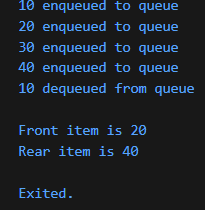 10 enqueued to queue
20 enqueued to queue
30 enqueued to queue
40 enqueued to queue
10 dequeued from queue
Front item is 20
Rear item is 40
Exited.